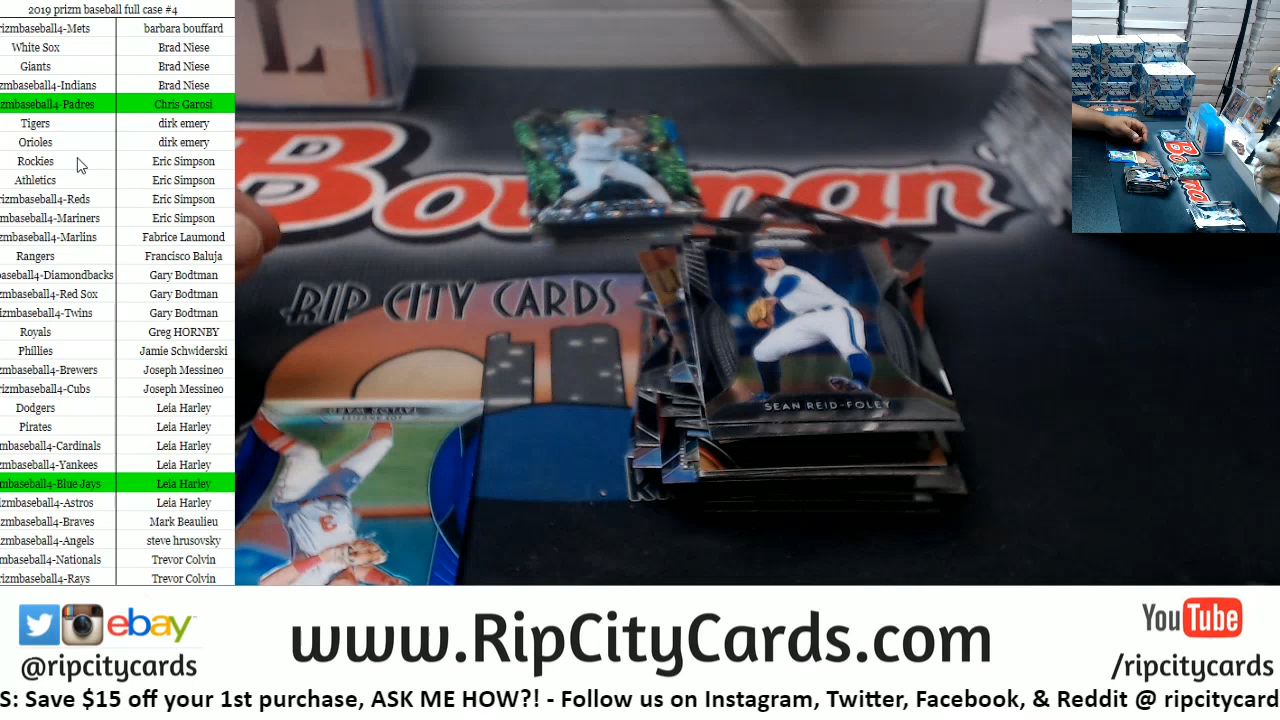 2019 prizm baseball full case #4
rizmbaseball4-Mets barbara bouffard
White Sox Brad Niese
Giants Brad Niese
zmbaseball4-Indians Brad Niese
zmbaseball4-Padres Chris Garosi
Tigers dirk emery
Orioles dirk emery
Rockies Eric Simpson
Athletics Eric Simpson
rizmbaseball4-Reds Eric Simpson
mbaseball4-Mariners Eric Simpson
zmbaseball4-Marlins Fabrice Laumond
Rangers Francisco Baluja
baseball4-Diamondbacks Gary Bodtman
zmbaseball4-Red Sox Gary Bodtman
izmbaseball4-Twins Gary Bodtman
Royals Greg HORNBY
Phillies Jamie Schwiderski
rizmbaseball4-Brewers Joseph Messineo
rizmbaseball4-Cubs Joseph Messineo
Dodgers Leia Harley
Pirates Leia Harley
mbaseball4-Cardinals Leia Harley
zmbaseball4-Yankees Leia Harley
mbaseball4-Blue Jays Leia Harley
izmbaseball4-Astros Leia Harley
zmbaseball4-Braves Mark Beaulieu
zmbaseball4-Angels steve hrusovsky
mbaseball4-Nationals Trevor Colvin
rizmbaseball4-Rays Trevor Colvin
Bowman
RIP CITY CARDS
SEAN REID-FOLEY
TAYLOR WARD
ebay
@ripcitycards
www.RipCityCards.com
YouTube
/ripcitycards
S: Save $15 off your 1st purchase, ASK ME HOW?! - Follow us on Instagram, Twitter, Facebook, & Reddit @ ripcitycard